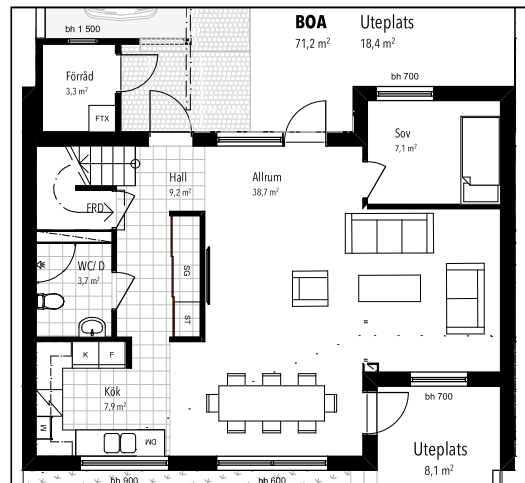 bh 1 500
BOA
71,2 m²
Uteplats
18,4 m²
Förråd
3,3 m²
FTX
bh 700
Sov
7,1 m²
Hall
9,2 m²
Allrum
38,7 m²
FRD
WC/D
3,7 m²
SG
ST
K
F
Kök
7,9 m²
M
DM
bh 700
Uteplats
8,1 m²
bh 900
bh 600